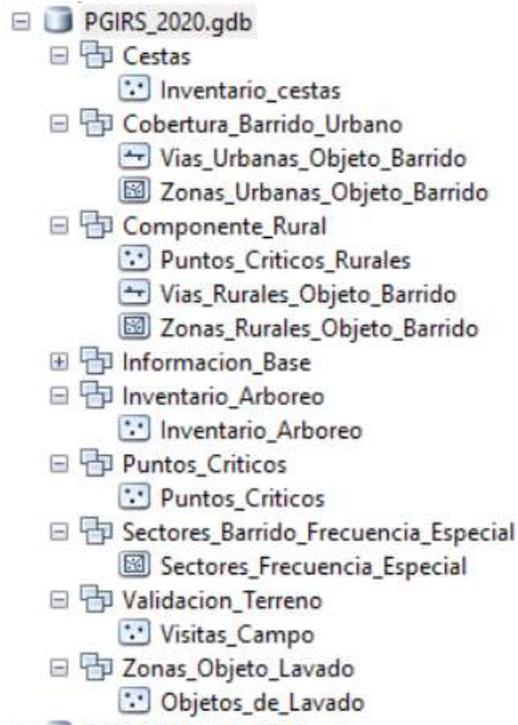 PGIRS_2020.gdb
Cestas
Inventario_cestas
Cobertura_Barrido_Urbano
Vias_Urbanas_Objeto_Barrido
Zonas_Urbanas_Objeto_Barrido
Componente_Rural
Puntos_Criticos_Rurales
Vias_Rurales_Objeto_Barrido
Zonas_Rurales_Objeto_Barrido
Informacion_Base
Inventario_Arboreo
Inventario_Arboreo
Puntos_Criticos
Puntos_Criticos
Sectores_Barrido_Frecuencia_Especial
Sectores_Frecuencia_Especial
Validacion_Terreno
Visitas_Campo
Zonas_Objeto_Lavado
Objetos_de_Lavado